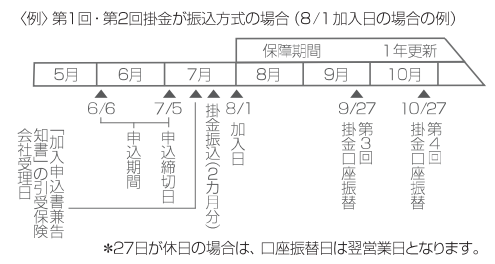 〈例〉第1回・第2回掛金が振込方式の場合（8/1加入日の場合の例）
保障期間
1年更新
5月
6月
7月
8月
9月
10月
6/6
7/5
8/1
9/27
10/27
申込期間
申込締切日
掛金振込(2カ月分)
加入日
第3回
掛金口座振替
第4回
掛金口座振替
「加入申込書兼告
知書」の引受保険
会社受理日
＊27日が休日の場合は、口座振替日は翌営業日となります。